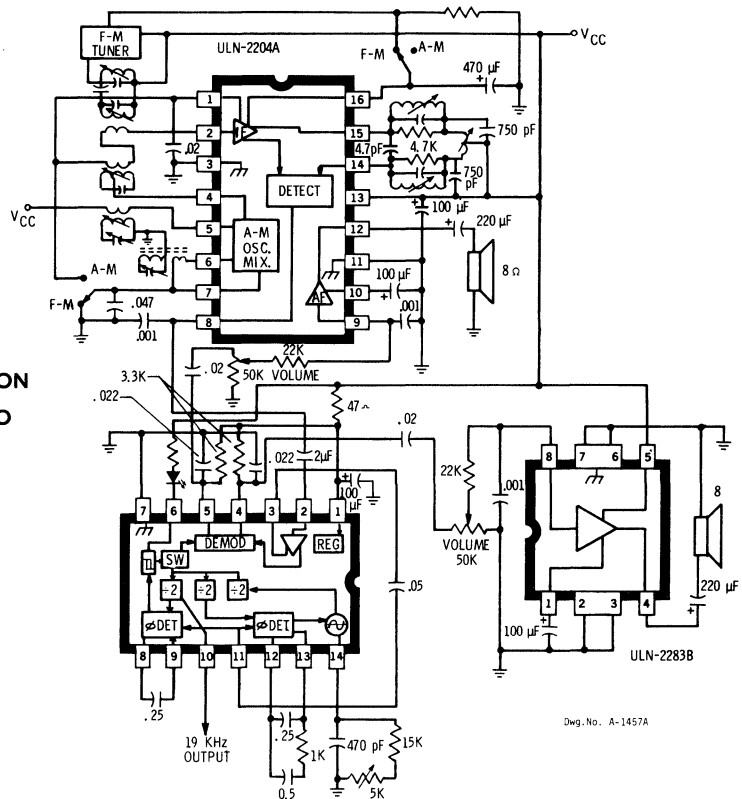 F-M
TUNER
ULN-2204A
F-M
A-M
VCC
470 µF
1
2
3
4
5
6
7
8
16
15
14
13
12
11
10
9
IF
DETECT
A-M
OSC.
MIX.
AF
.02
4.7pF
4.7K
750 pF
750
pF
100 µF
220 µF
8 Ω
100 µF
.001
VCC
A-M
F-M
.047
.001
ON
O
3.3K
.022
.02
50K
22K
VOLUME
47
.02
.022
2µF
100
µF
7
6
5
4
3
2
1
DEMOD
REG
SW
÷2
÷2
÷2
ø DET
ø DET
8
9
10
11
12
13
14
.25
19 KHz
OUTPUT
.25
1K
0.5
470 pF
15K
5K
.05
22K
.001
VOLUME
50K
8
7
6
5
1
2
3
4
100 µF
8
220
µF
ULN-2283B
Dwg. No. A-1457A